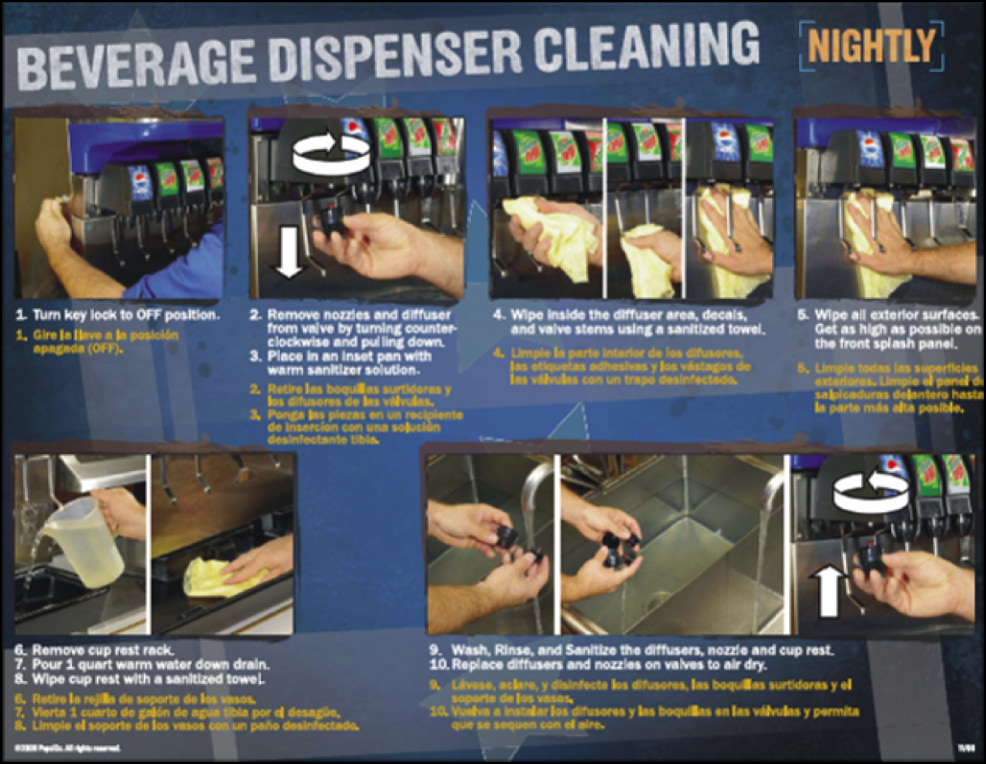 BEVERAGE DISPENSER CLEANING
[NIGHTLY]
1. Turn key lock to OFF position.
1. Gire la llave a la posición
apagada (OFF).
2. Remove nozzles and diffuser
from valve by turning counter-
clockwise and pulling down.
3. Place in an inset pan with
warm sanitizer solution.
2. Retire las boquillas surtidoras y
los difusores de las válvulas.
3. Ponga las piezas en un recipiente
de insercion con una solución
desinfectante tibia.
4. Wipe inside the diffuser area, decals,
and valve stems using a sanitized towel.
4. Limpie la parte interior de los difusores,
las etiquetas adhesivas y los vástagos de
las válvulas con un trapo desinfectado.
5. Wipe all exterior surfaces.
Get as high as possible on
the front splash panel.
5. Limpie todas las superficies
exteriores. Limpie el panel de
salpicaduras delantero hasta
la parte más alta posible.
6. Remove cup rest rack.
7. Pour 1 quart warm water down drain.
8. Wipe cup rest with a sanitized towel.
6. Retire la rejilla de soporte de los vasos.
7. Vierta 1 cuarto de galón de agua tibia por el desagüe.
8. Limpie el soporte de los vasos con un paño desinfectado.
9. Wash, Rinse, and Sanitize the diffusers, nozzle and cup rest.
10. Replace diffusers and nozzles on valves to air dry.
9. Lávese, aclare, y disinfecte los difusores, las boquillas surtidoras y el
soporte de los vasos.
10. Vuelva a instalar los difusores y las boquillas en las válvulas y permita
que se sequen con el aire.
PepsiCo. All rights reserved.